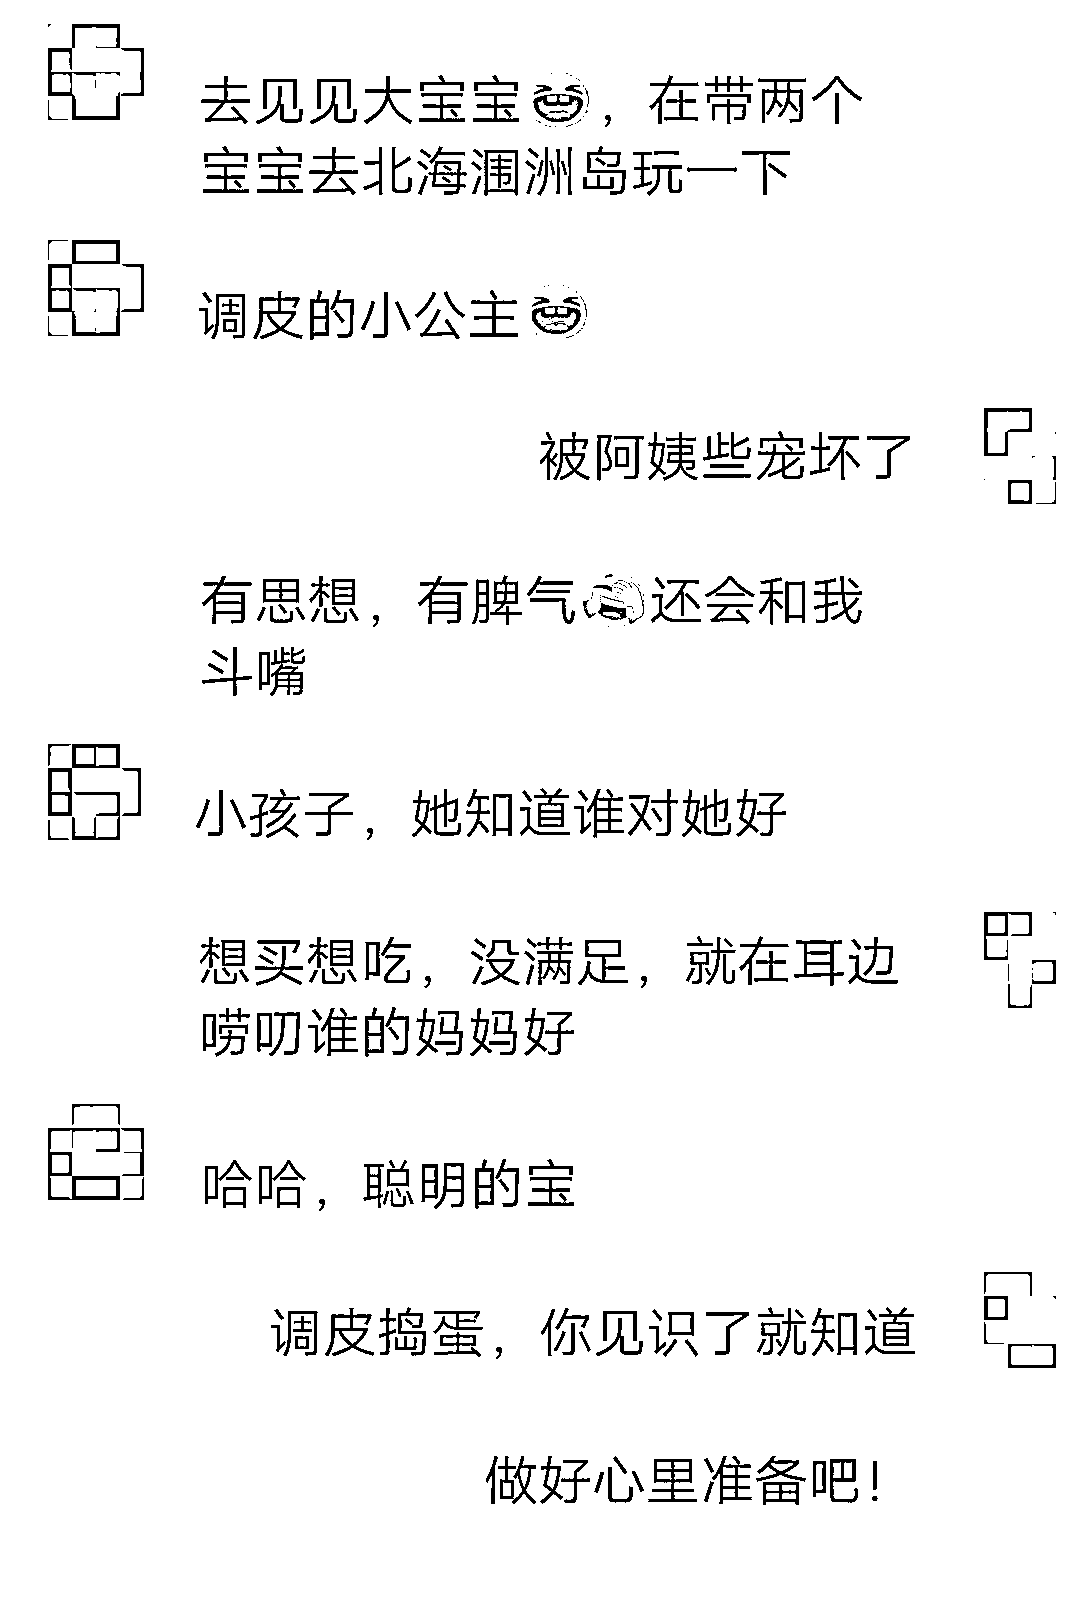 去见见大宝宝😆，在带两个
宝宝去北海涠洲岛玩一下
调皮的小公主😆
被阿姨些宠坏了
有思想，有脾气还会和我
斗嘴
小孩子，她知道谁对她好
想买想吃，没满足，就在耳边
唠叨谁的妈妈好
哈哈，聪明的宝
调皮捣蛋，你见识了就知道
做好心里准备吧！